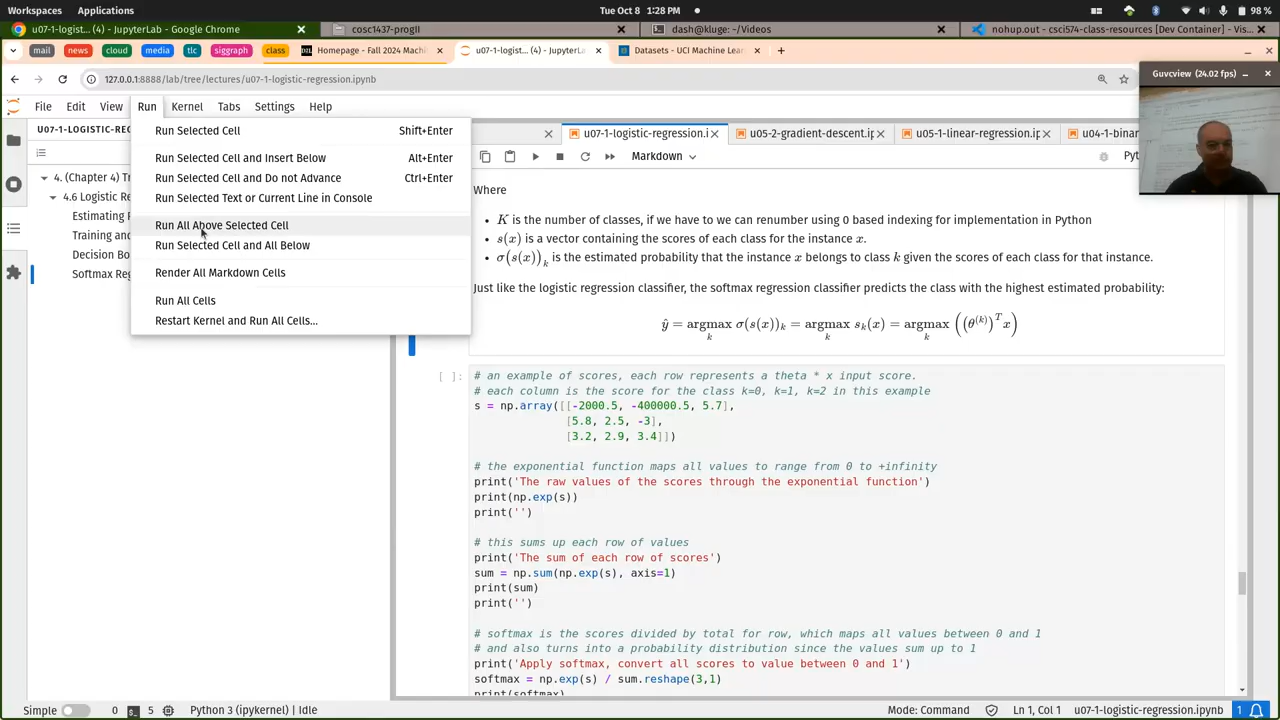 Workspaces
Applications
Tue Oct 8 1:28 PM
98 %
u07-1-logist... (4) - JupyterLab - Google Chrome
cosc1437-progII
dash@kluge:~/Videos
nohup.out - csci574-class-resources [Dev Container - Vis
mail
news
cloud
media
tlc
siggraph
class
Homepage - Fall 2024 Machi
u07-1-logist... (4) - JupyterLa
Datasets - UCI Machine Lear
127.0.0.1:8888/lab/tree/lectures/u07-1-logistic-regression.ipynb
Guvcview (24.02 fps)
File Edit View Run Kernel Tabs Settings Help
U07-1-LOGISTIC-REG
4. (Chapter 4) Tr
4.6 Logistic Re
Estimating P
Training and
Decision Bo
Softmax Reg
Run Selected Cell Shift+Enter
Run Selected Cell and Insert Below Alt+Enter
Run Selected Cell and Do not Advance Ctrl+Enter
Run Selected Text or Current Line in Console
Run All Above Selected Cell
Run Selected Cell and All Below
Render All Markdown Cells
Run All Cells
Restart Kernel and Run All Cells...
u07-1-logistic-regression.i
u05-2-gradient-descent.ip
u05-1-linear-regression.ip
u04-1-binar
Markdown
Pyt
Where
K is the number of classes, if we have to we can renumber using 0 based indexing for implementation in Python
s(x) is a vector containing the scores of each class for the instance x.
σ(s(x))k is the estimated probability that the instance x belongs to class k given the scores of each class for that instance.
Just like the logistic regression classifier, the softmax regression classifier predicts the class with the highest estimated probability:
ŷ = argmax k σ(s(x))k = argmax k sk(x) = argmax k ((θ^(k))^T x)
[ ]:
# an example of scores, each row represents a theta * x input score.
# each column is the score for the class k=0, k=1, k=2 in this example
s = np.array([[-2000.5, -400000.5, 5.7],
[5.8, 2.5, -3],
[3.2, 2.9, 3.4]])
# the exponential function maps all values to range from 0 to +infinity
print('The raw values of the scores through the exponential function')
print(np.exp(s))
print('')
# this sums up each row of values
print('The sum of each row of scores')
sum = np.sum(np.exp(s), axis=1)
print(sum)
print('')
# softmax is the scores divided by total for row, which maps all values between 0 and 1
# and also turns into a probability distribution since the values sum up to 1
print('Apply softmax, convert all scores to value between 0 and 1')
softmax = np.exp(s) / sum.reshape(3,1)
print(softmax)
Simple 0 5 Python 3 (ipykernel) | Idle
Mode: Command Ln 1, Col 1 u07-1-logistic-regression.ipynb 1